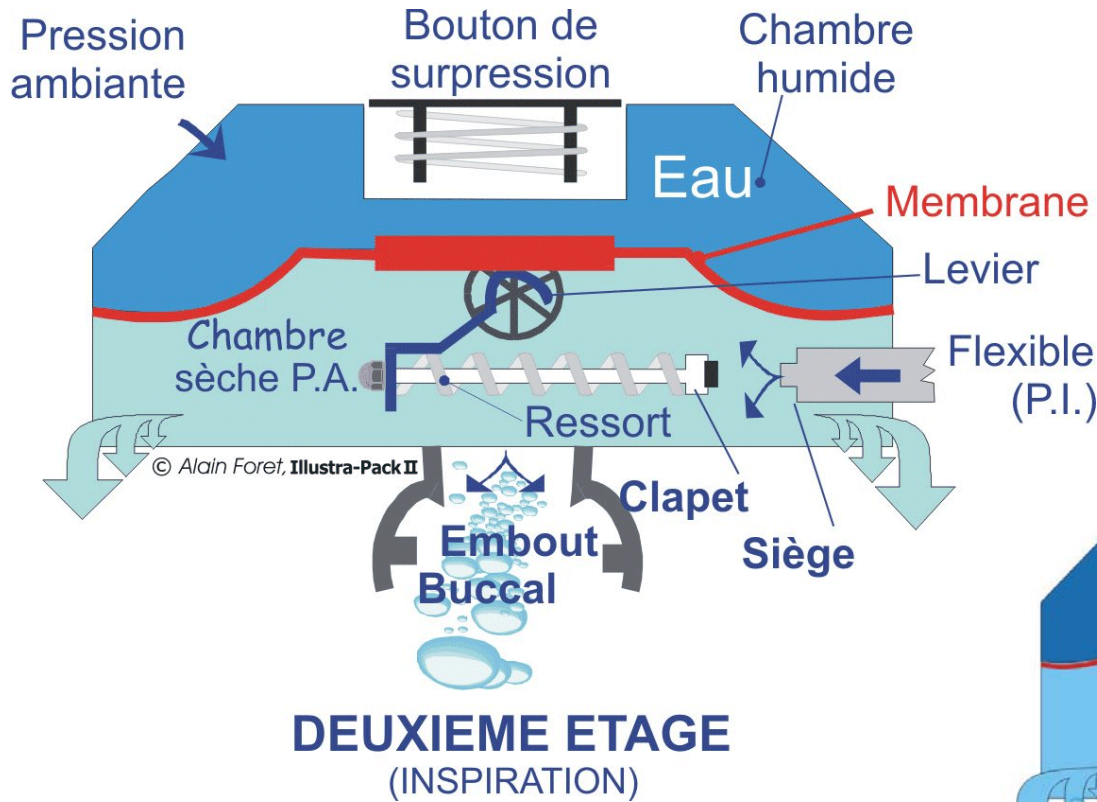 Pression
ambiante
Bouton de
surpression
Chambre
humide
Eau
Membrane
Levier
Chambre
sèche P.A.
Flexible
(P.I.)
Ressort
© Alain Foret, Illustra-Pack II
Clapet
Siège
Embout
Buccal
DEUXIEME ETAGE
(INSPIRATION)